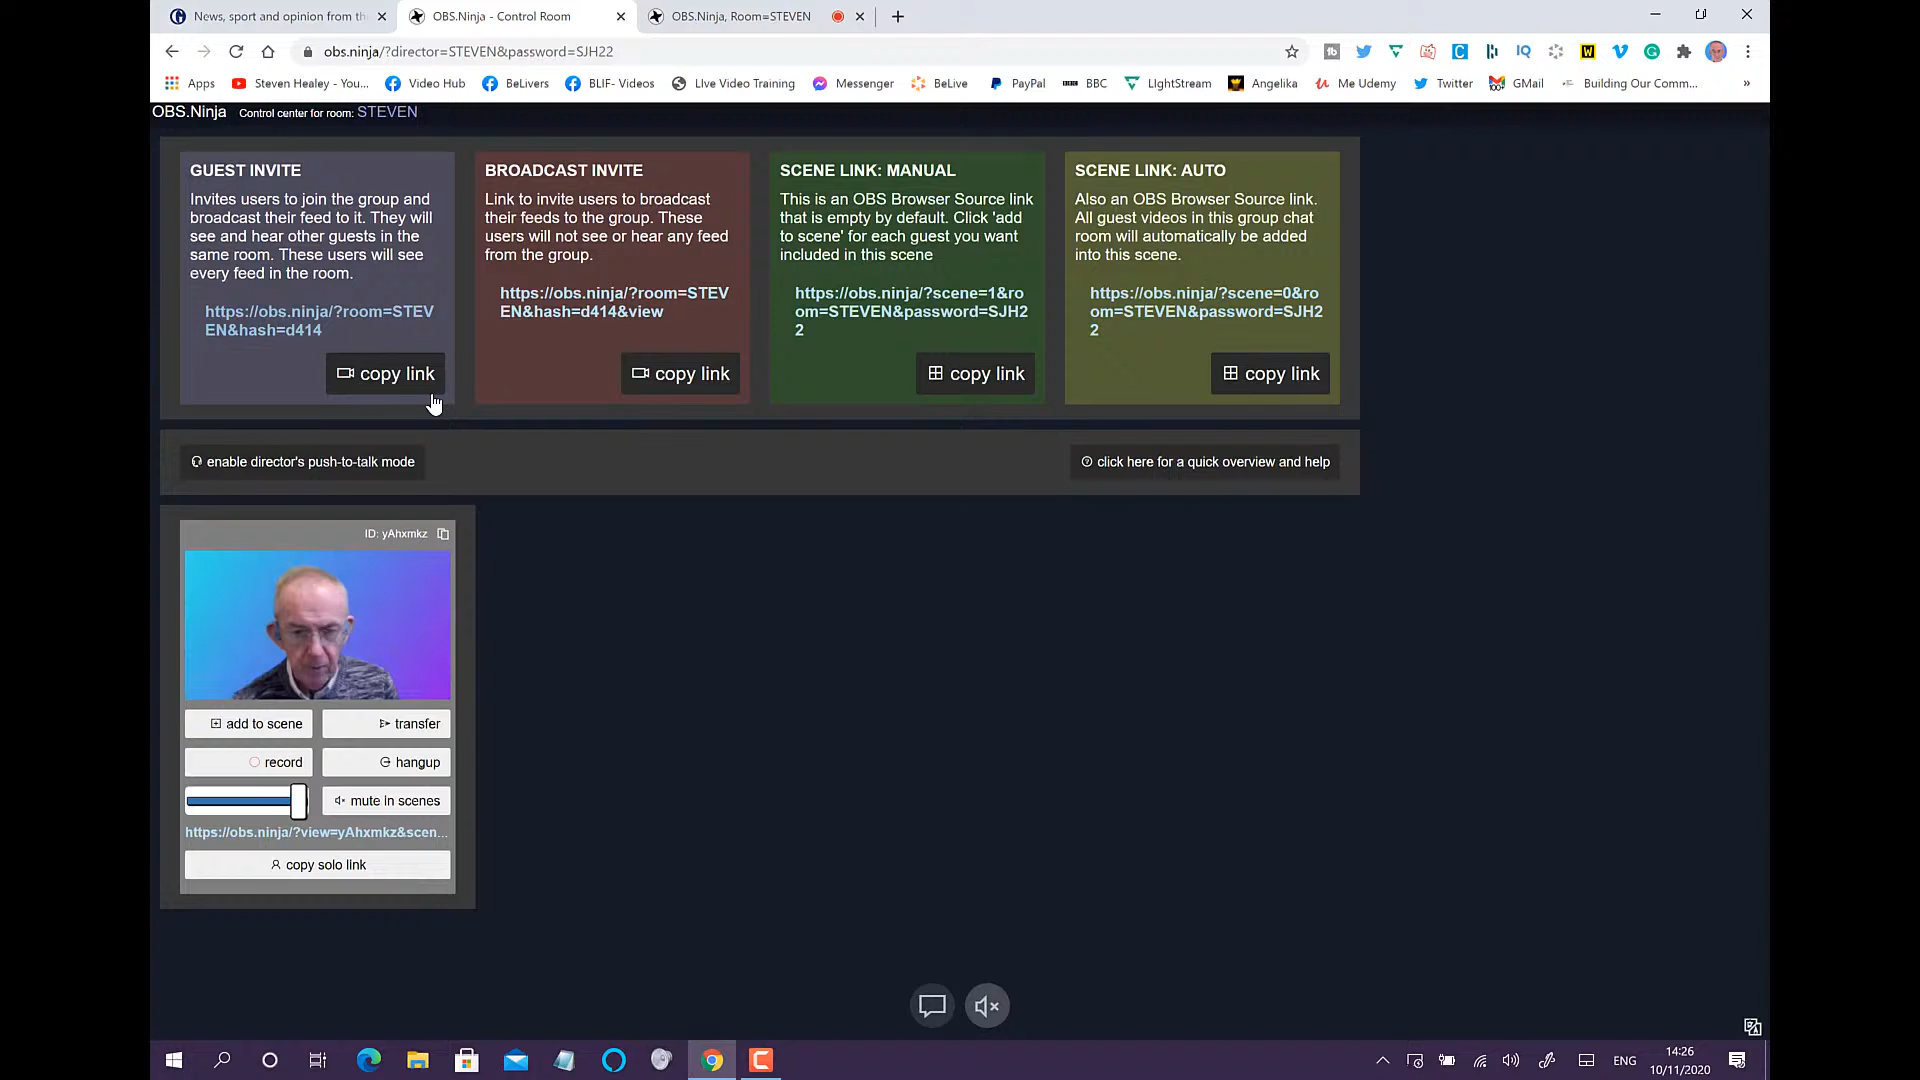 News, sport and opinion from th
OBS.Ninja - Control Room
OBS.Ninja, Room=STEVEN
obs.ninja/?director=STEVEN&password=SJH22
Apps
Steven Healey - You...
Video Hub
BeLivers
BLIF- Videos
LIve Video Training
Messenger
BeLive
PayPal
BBC
LIghtStream
Angelika
Me Udemy
Twitter
GMail
Building Our Comm...
»
OBS.Ninja Control center for room: STEVEN
GUEST INVITE
Invites users to join the group and
broadcast their feed to it. They will
see and hear other guests in the
same room. These users will see
every feed in the room.
https://obs.ninja/?room=STEV
EN&hash=d414
copy link
BROADCAST INVITE
Link to invite users to broadcast
their feeds to the group. These
users will not see or hear any feed
from the group.
https://obs.ninja/?room=STEV
EN&hash=d414&view
copy link
SCENE LINK: MANUAL
This is an OBS Browser Source link
that is empty by default. Click 'add
to scene' for each guest you want
included in this scene
https://obs.ninja/?scene=1&ro
om=STEVEN&password=SJH2
2
copy link
SCENE LINK: AUTO
Also an OBS Browser Source link.
All guest videos in this group chat
room will automatically be added
into this scene.
https://obs.ninja/?scene=0&ro
om=STEVEN&password=SJH2
2
copy link
enable director's push-to-talk mode
click here for a quick overview and help
ID: yAhxmkz
add to scene
transfer
record
hangup
mute in scenes
https://obs.ninja/?view=yAhxmkz&scen...
copy solo link
ENG
14:26
10/11/2020